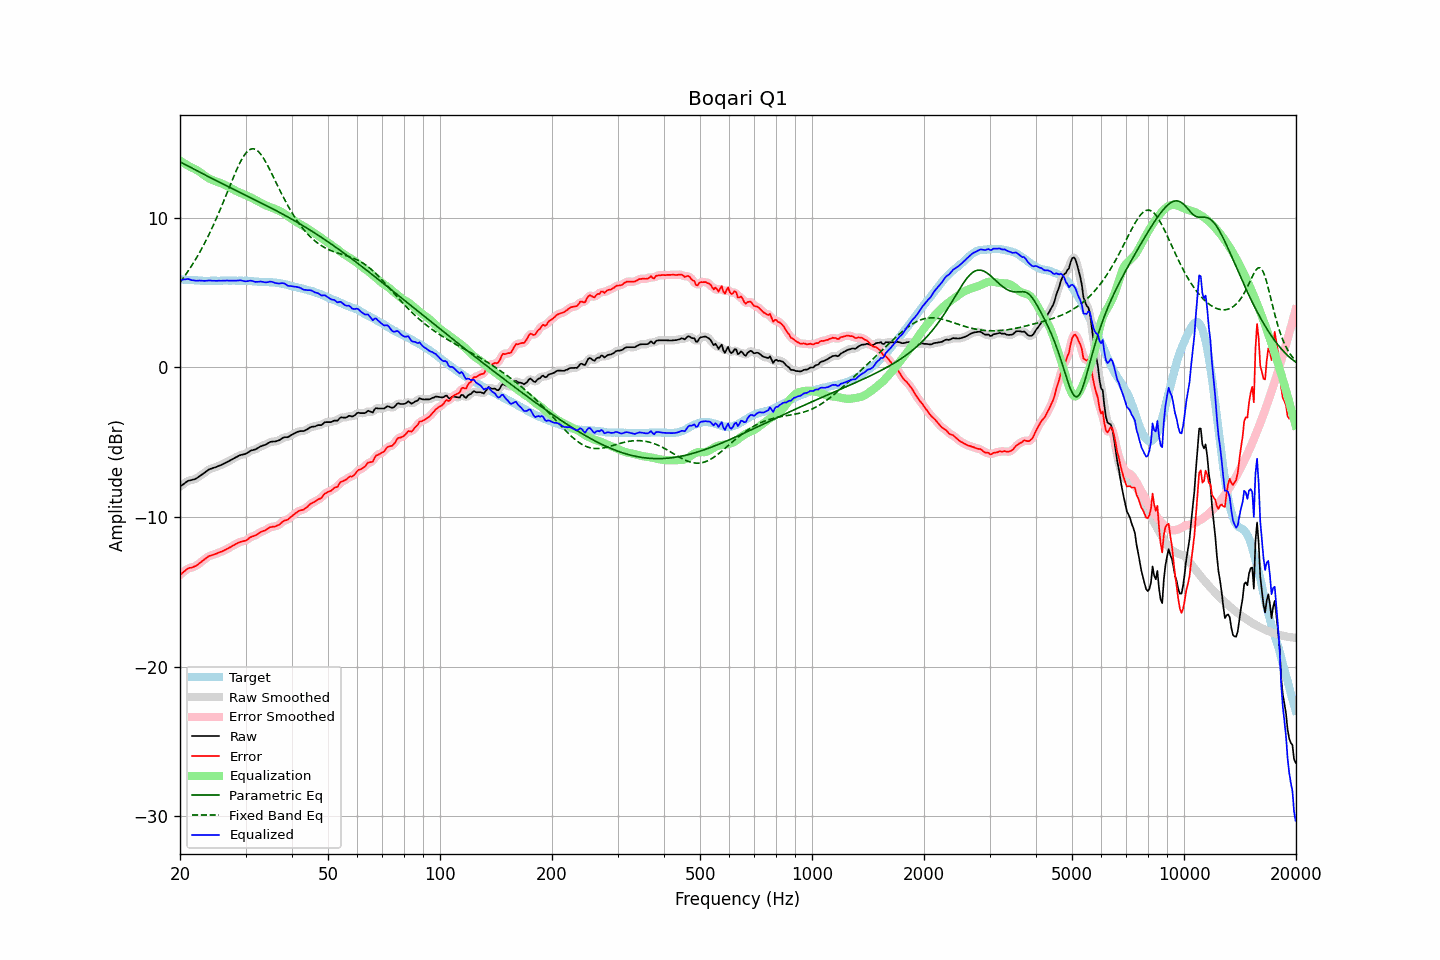 Boqari Q1
Amplitude (dBr)
10
0
−10
−20
−30
Target
Raw Smoothed
Error Smoothed
Raw
Error
Equalization
Parametric Eq
Fixed Band Eq
Equalized
20 50 100 200 500 1000 2000 5000 10000 20000
Frequency (Hz)